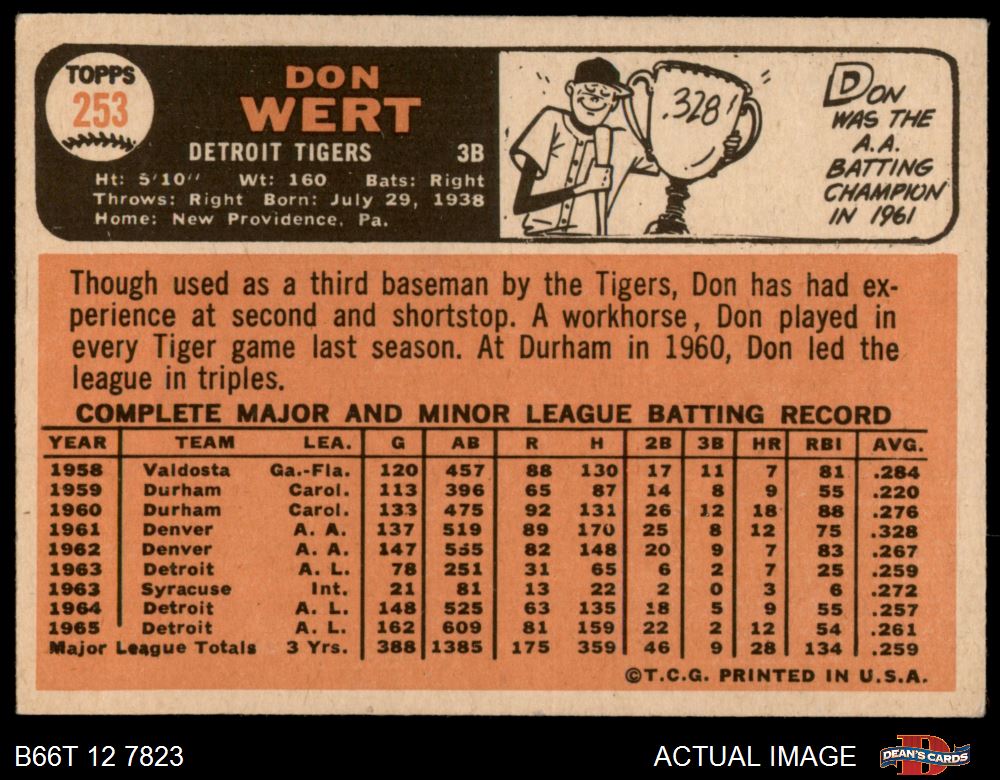 TOPPS
253
DON
WERT
DETROIT TIGERS 3B
Ht: 5'10" Wt: 160 Bats: Right
Throws: Right Born: July 29, 1938
Home: New Providence, Pa.
.328!
DON
WAS THE
A.A.
BATTING
CHAMPION
IN 1961
Though used as a third baseman by the Tigers, Don has had ex-
perience at second and shortstop. A workhorse, Don played in
every Tiger game last season. At Durham in 1960, Don led the
league in triples.
COMPLETE MAJOR AND MINOR LEAGUE BATTING RECORD
YEAR TEAM LEA. G AB R H 2B 3B HR RBI AVG.
1958 Valdosta Ga.-Fla. 120 457 88 130 17 11 7 81 .284
1959 Durham Carol. 113 396 65 87 14 8 9 55 .220
1960 Durham Carol. 133 475 92 131 26 12 18 88 .276
1961 Denver A. A. 137 519 89 170 25 8 12 75 .328
1962 Denver A. A. 147 555 82 148 20 9 7 83 .267
1963 Detroit A. L. 78 251 31 65 6 2 7 25 .259
1963 Syracuse Int. 21 81 13 22 2 0 3 6 .272
1964 Detroit A. L. 148 525 63 135 18 5 9 55 .257
1965 Detroit A. L. 162 609 81 159 22 2 12 54 .261
Major League Totals 3 Yrs. 388 1385 175 359 46 9 28 134 .259
©T.C.G. PRINTED IN U.S.A.
B66T 12 7823 ACTUAL IMAGE DEAN'S CARDS